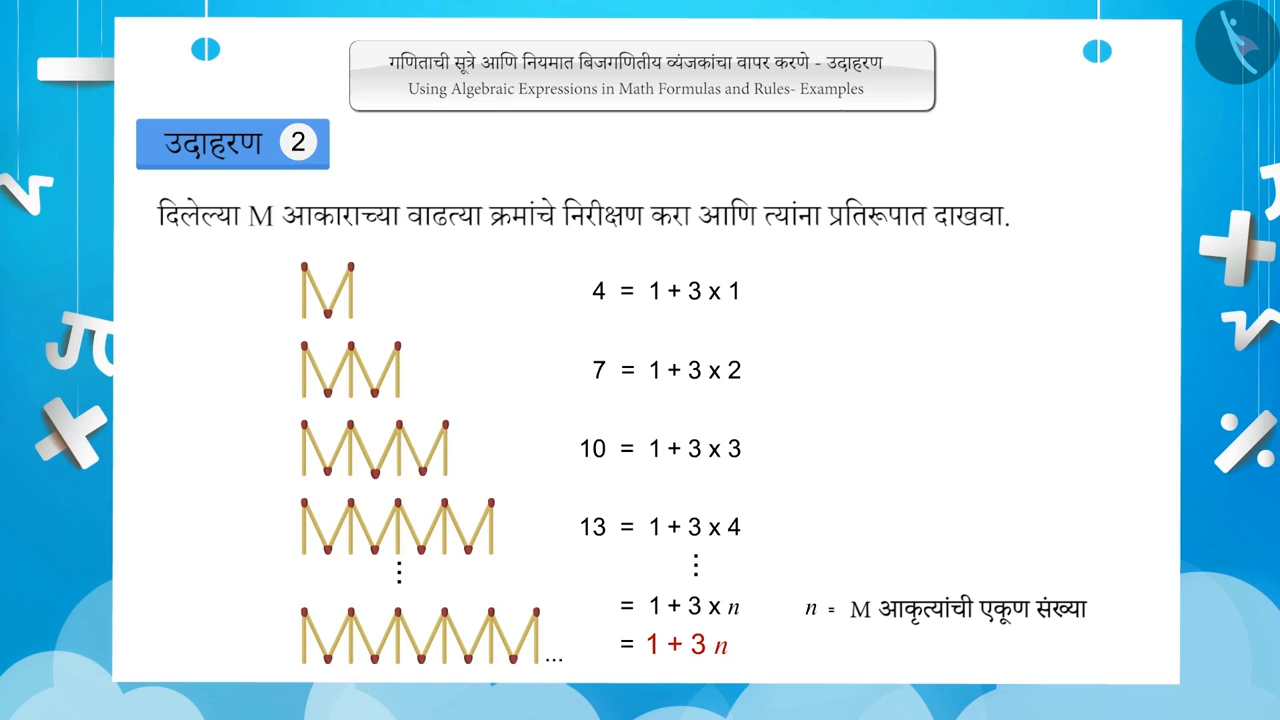 गणिताची सूत्रे आणि नियमात बिजगणितीय व्यंजकांचा वापर करणे - उदाहरण
Using Algebraic Expressions in Math Formulas and Rules- Examples
उदाहरण 2
दिलेल्या M आकाराच्या वाढत्या क्रमांचे निरीक्षण करा आणि त्यांना प्रतिरूपात दाखवा.
4 = 1 + 3 x 1
7 = 1 + 3 x 2
10 = 1 + 3 x 3
13 = 1 + 3 x 4
⋮ ⋮
= 1 + 3 x n n = M आकृत्यांची एकूण संख्या
... = 1 + 3 n